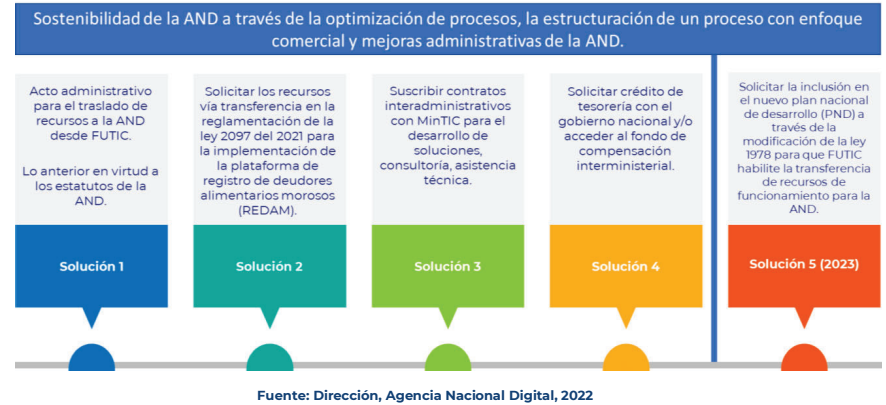 Sostenibilidad de la AND a través de la optimización de procesos, la estructuración de un proceso con enfoque
comercial y mejoras administrativas de la AND.
Acto administrativo
para el traslado de
recursos a la AND
desde FUTIC.
Lo anterior en virtud a
los estatutos de la
AND.
Solución 1
Solicitar los recursos
vía transferencia en la
reglamentación de la
ley 2097 del 2021 para
la implementación de
la plataforma de
registro de deudores
alimentarios morosos
(REDAM).
Solución 2
Suscribir contratos
interadministrativos
con MinTIC para el
desarrollo de
soluciones,
consultoría, asistencia
técnica.
Solución 3
Solicitar crédito de
tesorería con el
gobierno nacional y/o
acceder al fondo de
compensación
interministerial.
Solución 4
Solicitar la inclusión en
el nuevo plan nacional
de desarrollo (PND) a
través de la
modificación de la ley
1978 para que FUTIC
habilite la transferencia
de recursos de
funcionamiento para la
AND.
Solución 5 (2023)
Fuente: Dirección, Agencia Nacional Digital, 2022